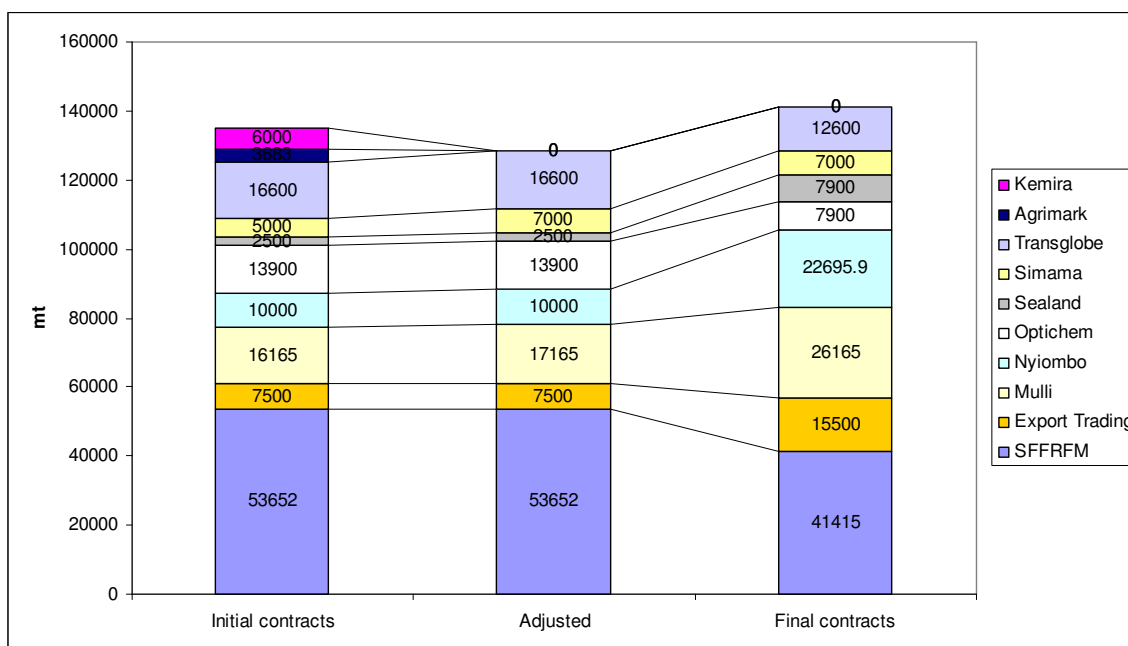 160000
140000
120000
100000
80000
60000
40000
20000
0
mt
6000
3683
16600
5000
2500
13900
10000
16165
7500
53652
0
16600
7000
2500
13900
10000
17165
7500
53652
0
12600
7000
7900
7900
22695.9
26165
15500
41415
Initial contracts
Adjusted
Final contracts
Kemira
Agrimark
Transglobe
Simama
Sealand
Optichem
Nyiombo
Mulli
Export Trading
SFFRFM